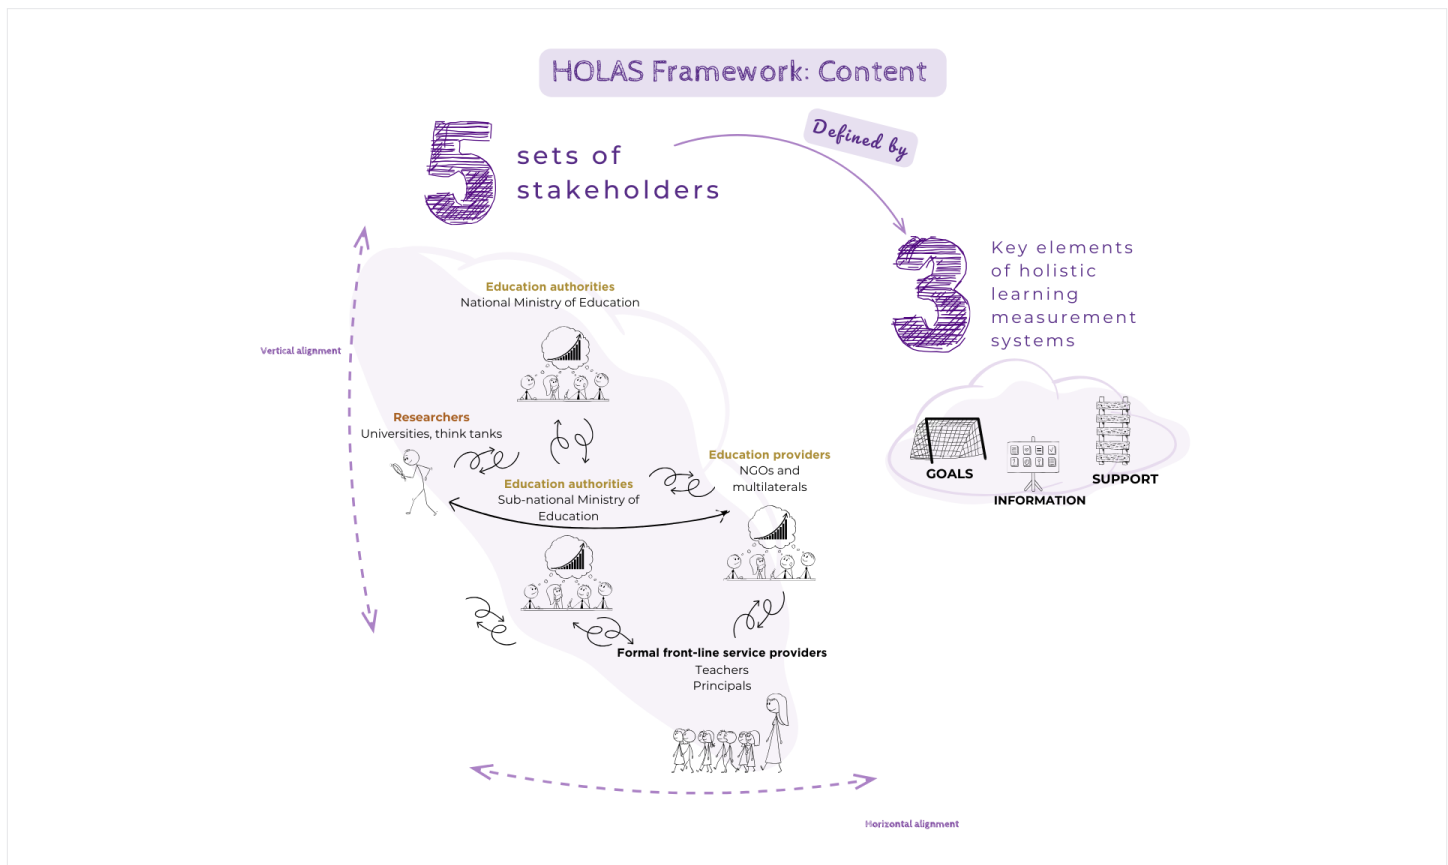 HOLAS Framework: Content
5
sets of
stakeholders
Defined by
3
Key elements
of holistic
learning
measurement
systems
Education authorities
National Ministry of Education
Vertical alignment
Researchers
Universities, think tanks
Education authorities
Sub-national Ministry of
Education
Education providers
NGOs and
multilaterals
GOALS
INFORMATION
SUPPORT
Formal front-line service providers
Teachers
Principals
Horizontal alignment